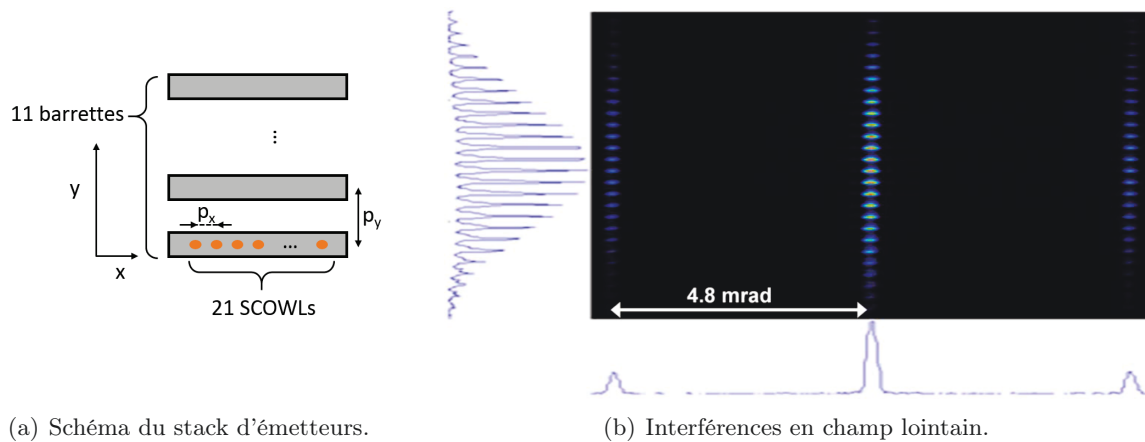 11 barrettes
y
x
p_x
p_y
...
...
21 SCOWLs
4.8 mrad
(a) Schéma du stack d'émetteurs.
(b) Interférences en champ lointain.